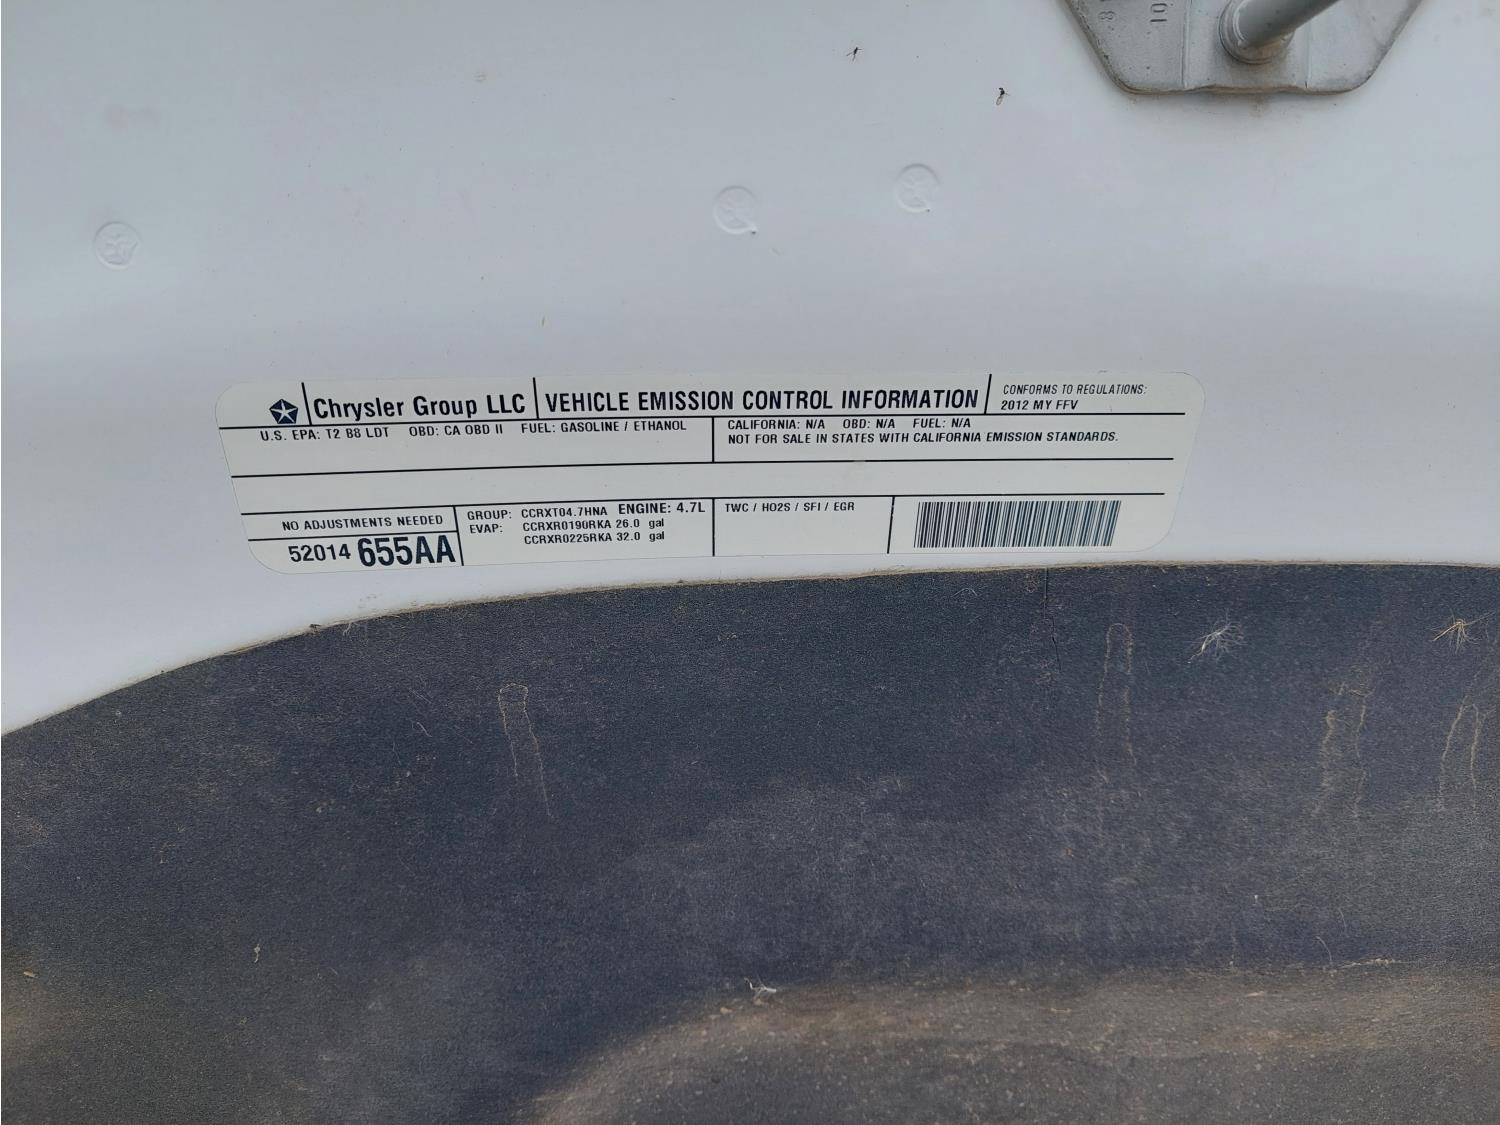 Chrysler Group LLC
VEHICLE EMISSION CONTROL INFORMATION
CONFORMS TO REGULATIONS:
2012 MY FFV
U.S. EPA: T2 B8 LDT OBD: CA OBD II FUEL: GASOLINE / ETHANOL
CALIFORNIA: N/A OBD: N/A FUEL: N/A
NOT FOR SALE IN STATES WITH CALIFORNIA EMISSION STANDARDS.
NO ADJUSTMENTS NEEDED
52014 655AA
GROUP: CCRXT04.7HNA ENGINE: 4.7L
EVAP: CCRXR0190RKA 26.0 gal
CCRXR0225RKA 32.0 gal
TWC / HO2S / SFI / EGR